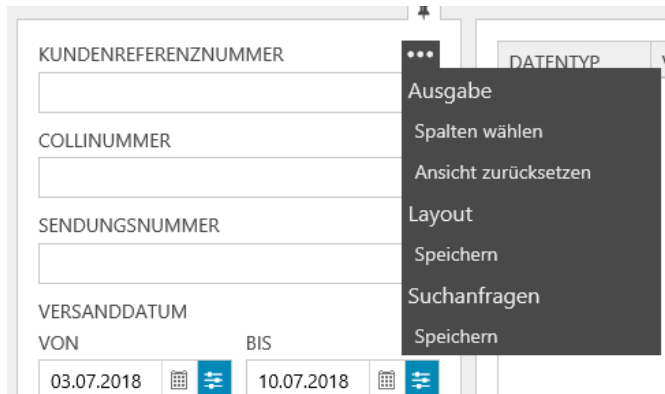 KUNDENREFERENZNUMMER
COLLINUMMER
SENDUNGSNUMMER
VERSANDDATUM
VON BIS
03.07.2018 10.07.2018
Ausgabe
Spalten wählen
Ansicht zurücksetzen
Layout
Speichern
Suchanfragen
Speichern
DATENTYP